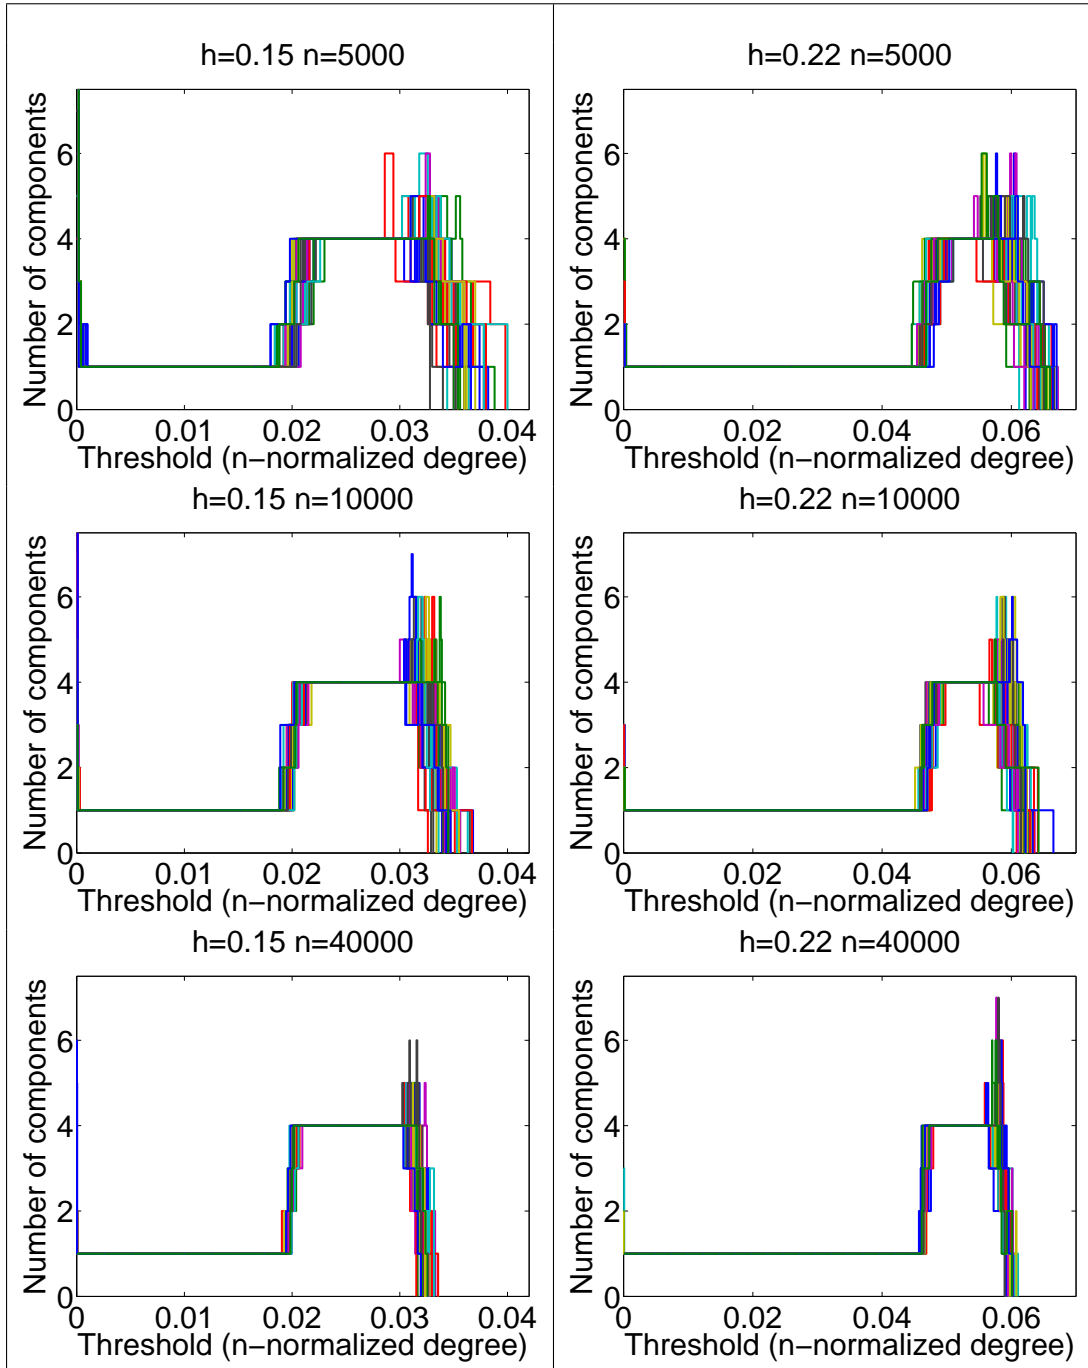 h=0.15 n=5000
Number of components
6
4
2
0
0 0.01 0.02 0.03 0.04
Threshold (n−normalized degree)
h=0.22 n=5000
Number of components
6
4
2
0
0 0.02 0.04 0.06
Threshold (n−normalized degree)
h=0.15 n=10000
Number of components
6
4
2
0
0 0.01 0.02 0.03 0.04
Threshold (n−normalized degree)
h=0.22 n=10000
Number of components
6
4
2
0
0 0.02 0.04 0.06
Threshold (n−normalized degree)
h=0.15 n=40000
Number of components
6
4
2
0
0 0.01 0.02 0.03 0.04
Threshold (n−normalized degree)
h=0.22 n=40000
Number of components
6
4
2
0
0 0.02 0.04 0.06
Threshold (n−normalized degree)